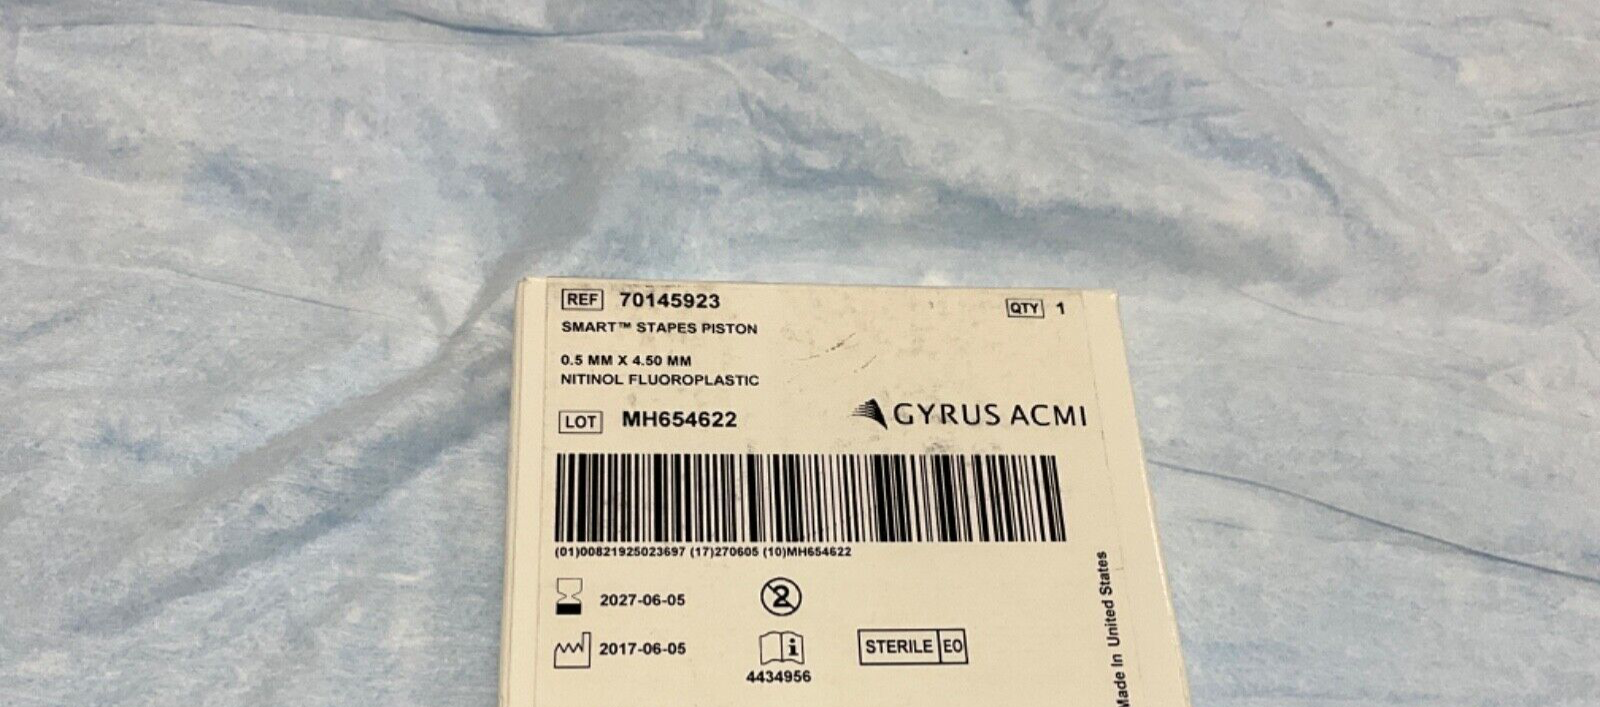 REF 70145923 QTY 1
SMART™ STAPES PISTON
0.5 MM X 4.50 MM
NITINOL FLUOROPLASTIC
LOT MH654622
GYRUS ACMI
(01)00821925023697 (17)270605 (10)MH654622
2027-06-05
2
2017-06-05
i
STERILE EO
4434956
Made In United States